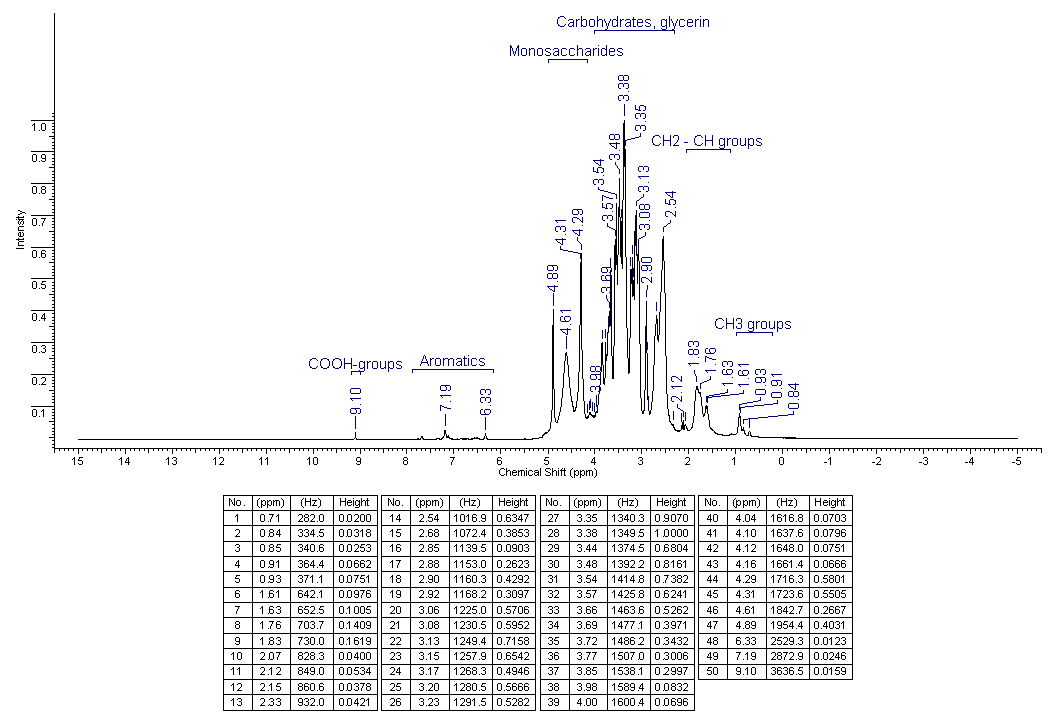 Carbohydrates, glycerin
Monosaccharides
CH2 - CH groups
CH3 groups
COOH-groups
Aromatics
3.38
3.35
3.48
3.54
3.57
3.13
3.08
2.54
4.31
4.29
4.89
4.61
3.69
3.98
2.90
2.12
1.83
1.76
1.63
1.61
0.93
0.91
0.84
9.10
7.19
6.33
Intensity
1.0
0.9
0.8
0.7
0.6
0.5
0.4
0.3
0.2
0.1
15 14 13 12 11 10 9 8 7 6 5 4 3 2 1 0 -1 -2 -3 -4 -5
Chemical Shift (ppm)
No. (ppm) (Hz) Height No. (ppm) (Hz) Height No. (ppm) (Hz) Height No. (ppm) (Hz) Height
1 0.71 282.0 0.0200 14 2.54 1016.9 0.6347 27 3.35 1340.3 0.9070 40 4.04 1616.8 0.0703
2 0.84 334.5 0.0318 15 2.68 1072.4 0.3853 28 3.38 1349.5 1.0000 41 4.10 1637.6 0.0796
3 0.85 340.6 0.0253 16 2.85 1139.5 0.0903 29 3.44 1374.5 0.6804 42 4.12 1648.0 0.0751
4 0.91 364.4 0.0662 17 2.88 1153.0 0.2623 30 3.48 1392.2 0.8161 43 4.16 1661.4 0.0666
5 0.93 371.1 0.0751 18 2.90 1160.3 0.4292 31 3.54 1414.8 0.7382 44 4.29 1716.3 0.5801
6 1.61 642.1 0.0976 19 2.92 1168.2 0.3097 32 3.57 1425.8 0.6241 45 4.31 1723.6 0.5505
7 1.63 652.5 0.1005 20 3.06 1225.0 0.5706 33 3.66 1463.6 0.5262 46 4.61 1842.7 0.2667
8 1.76 703.7 0.1409 21 3.08 1230.5 0.5952 34 3.69 1477.1 0.3971 47 4.89 1954.4 0.4031
9 1.83 730.0 0.1619 22 3.13 1249.4 0.7158 35 3.72 1486.2 0.3432 48 6.33 2529.3 0.0123
10 2.07 828.3 0.0400 23 3.15 1257.9 0.6542 36 3.77 1507.0 0.3006 49 7.19 2872.9 0.0246
11 2.12 849.0 0.0534 24 3.17 1268.3 0.4946 37 3.85 1538.1 0.2997 50 9.10 3636.5 0.0159
12 2.15 860.6 0.0378 25 3.20 1280.5 0.5666 38 3.98 1589.4 0.0832
13 2.33 932.0 0.0421 26 3.23 1291.5 0.5282 39 4.00 1600.4 0.0696